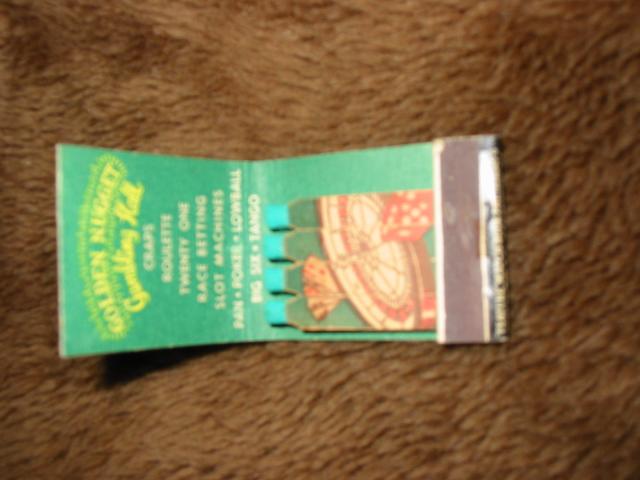 GOLDEN NUGGET
Gambling Hall
CRAPS
ROULETTE
TWENTY ONE
RACE BETTING
SLOT MACHINES
PAN • POKER • LOWBALL
BIG SIX • TANGO